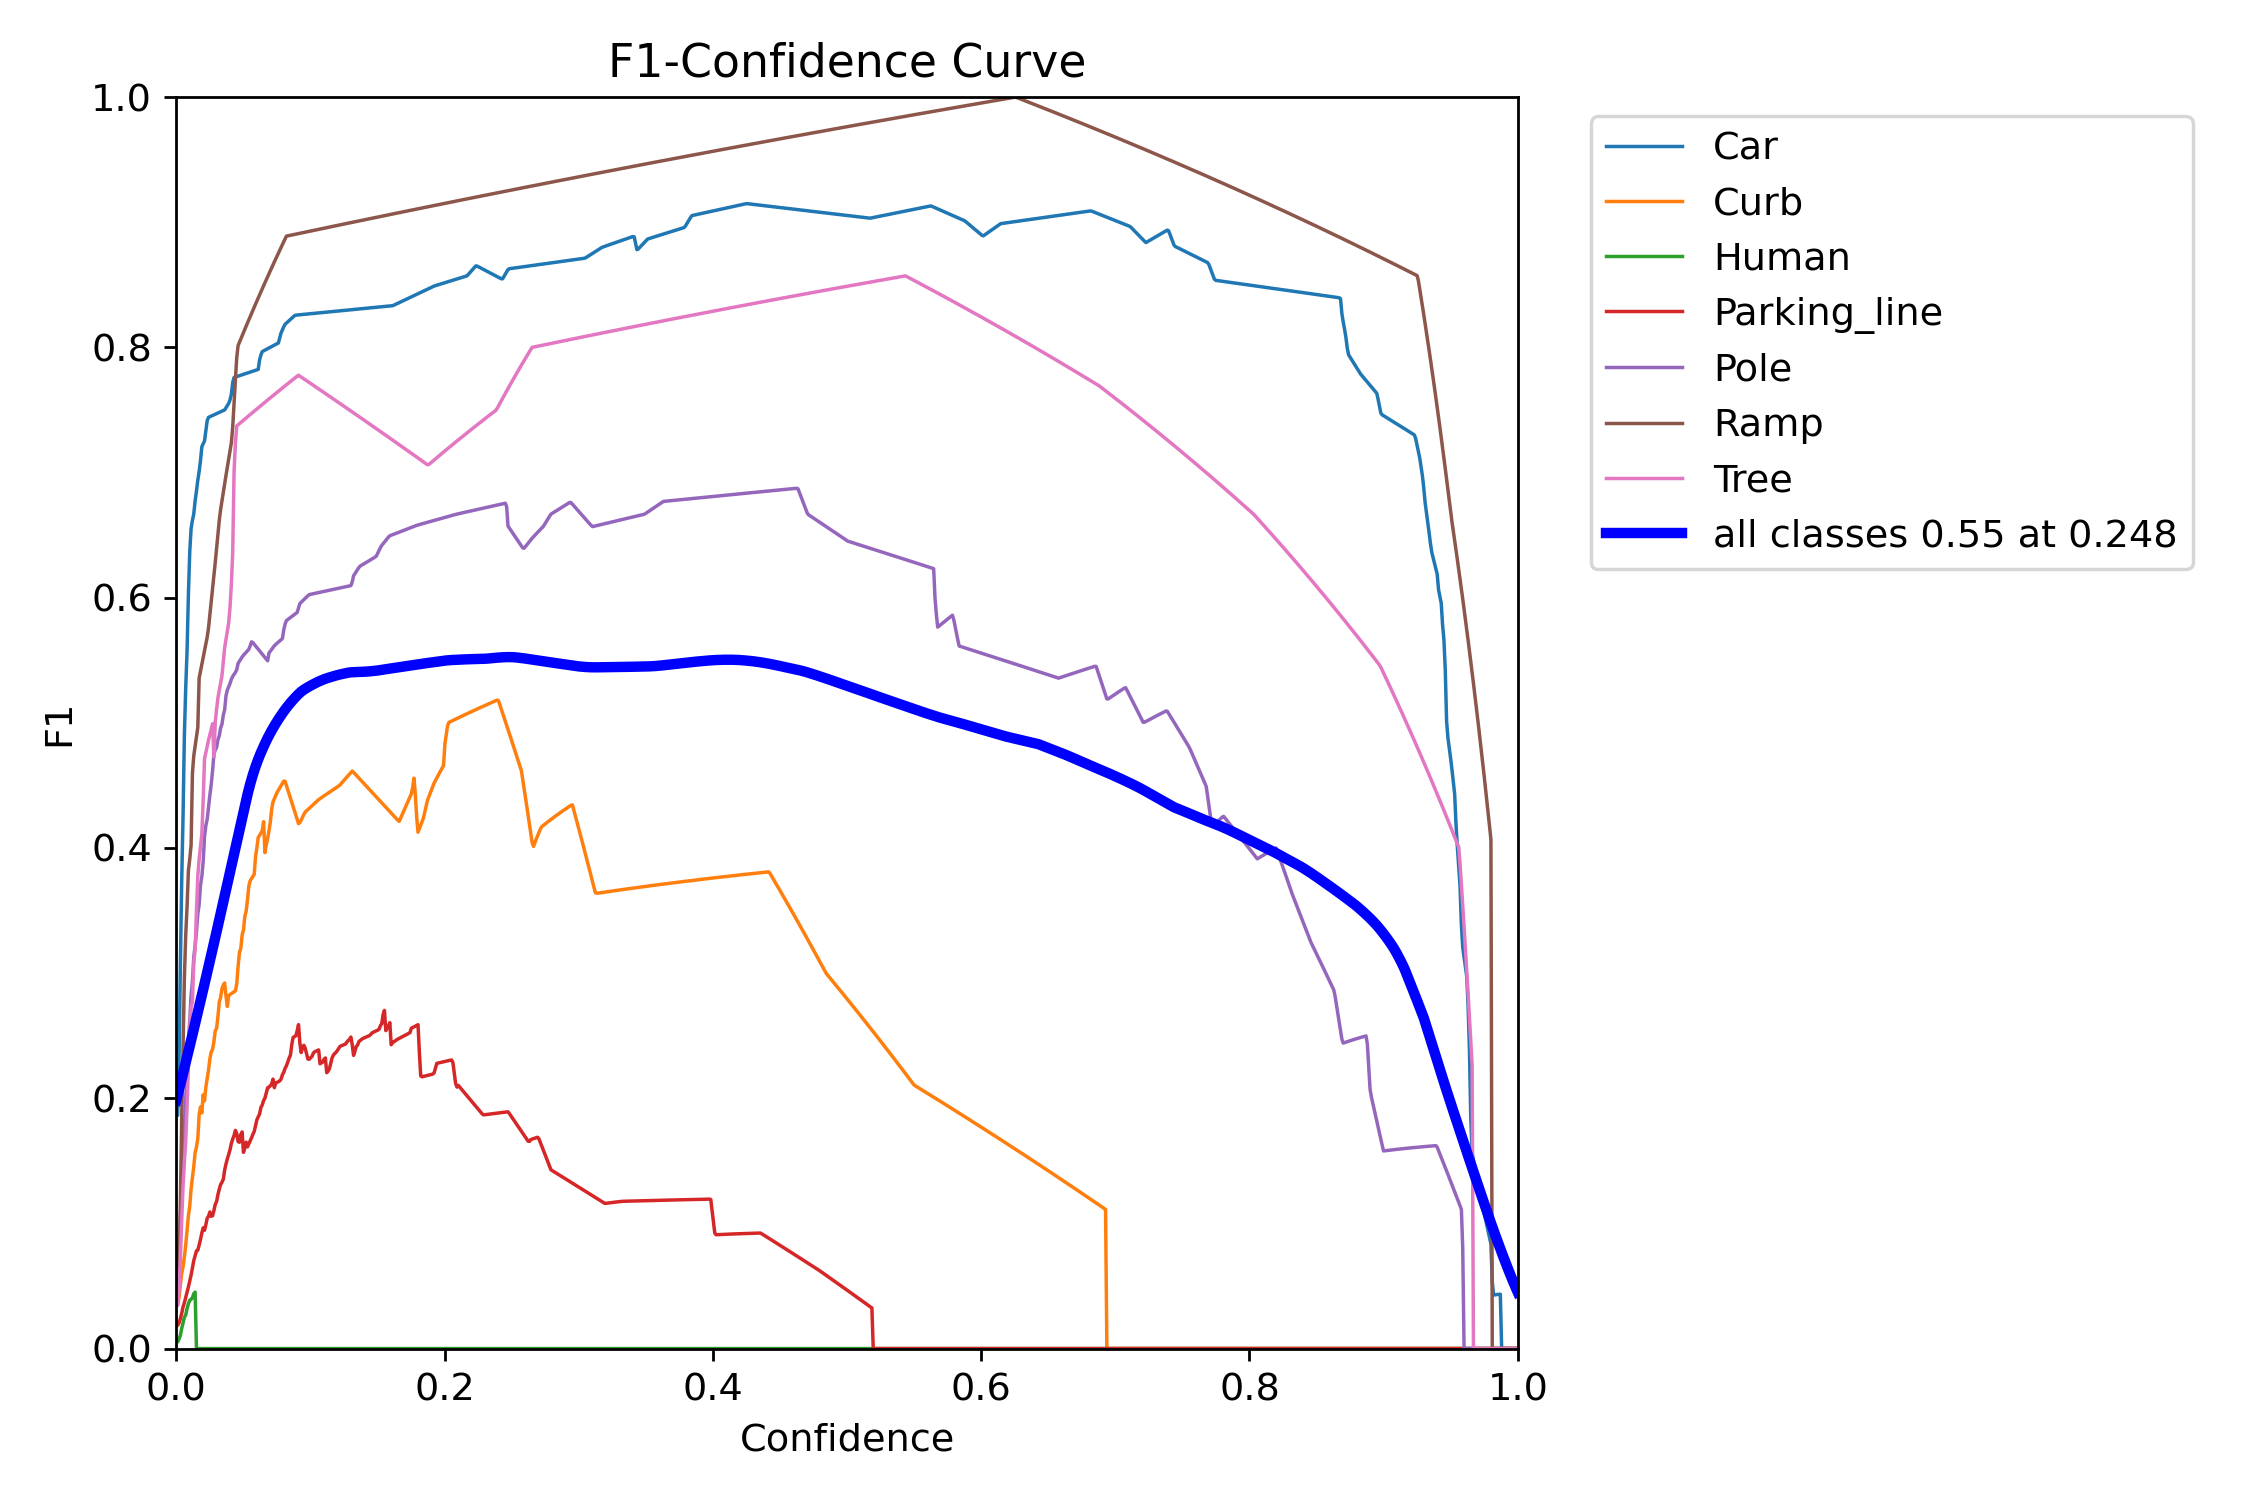 F1-Confidence Curve
1.0
0.8
0.6
0.4
0.2
0.0
F1
0.0 0.2 0.4 0.6 0.8 1.0
Confidence
Car
Curb
Human
Parking_line
Pole
Ramp
Tree
all classes 0.55 at 0.248